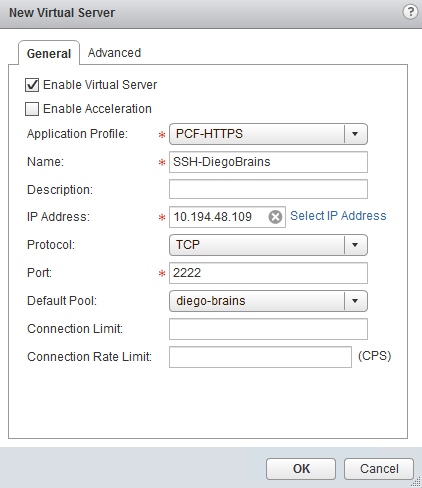 New Virtual Server ?
General Advanced
Enable Virtual Server
Enable Acceleration
Application Profile: * PCF-HTTPS
Name: * SSH-DiegoBrains
Description:
IP Address: * 10.194.48.109 Select IP Address
Protocol: TCP
Port: * 2222
Default Pool: diego-brains
Connection Limit:
Connection Rate Limit: (CPS)
OK Cancel